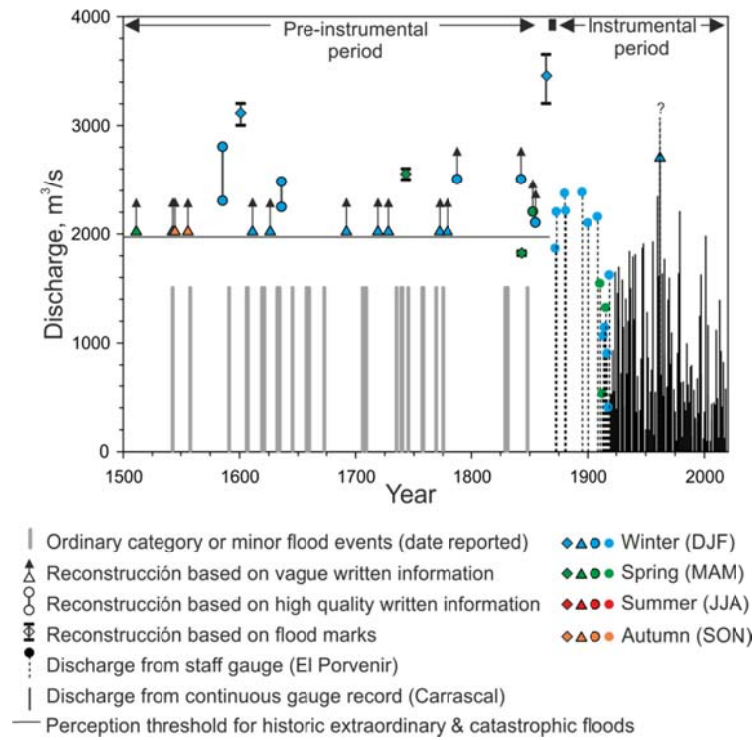 Pre-instrumental period
Instrumental period
4000
3000
2000
1000
0
Discharge, m³/s
?
1500
1600
1700
1800
1900
2000
Year
Ordinary category or minor flood events (date reported)
Reconstrucción based on vague written information
Reconstrucción based on high quality written information
Reconstrucción based on flood marks
Discharge from staff gauge (El Porvenir)
Discharge from continuous gauge record (Carrascal)
Perception threshold for historic extraordinary & catastrophic floods
Winter (DJF)
Spring (MAM)
Summer (JJA)
Autumn (SON)